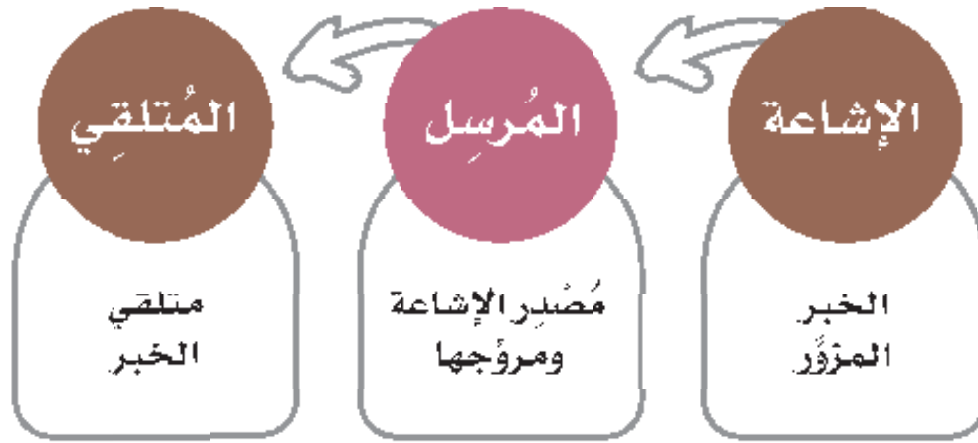 الإشاعة
المُرسِل
المُتلقِي
الخبر
المزوَّر
مُصْدِر الإشاعة
ومروِّجها
متلقي
الخبر